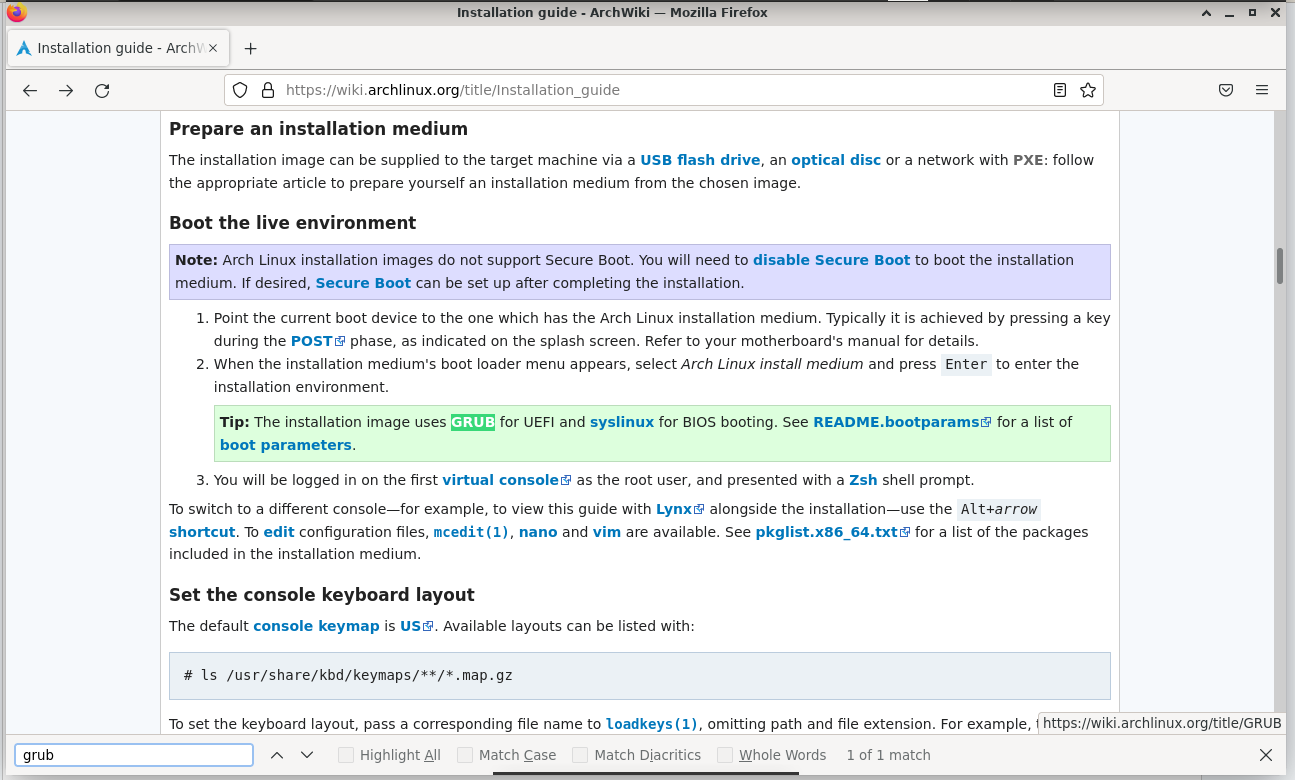 Installation guide - ArchWiki — Mozilla Firefox
Installation guide - ArchW
https://wiki.archlinux.org/title/Installation_guide
Prepare an installation medium
The installation image can be supplied to the target machine via a USB flash drive, an optical disc or a network with PXE: follow
the appropriate article to prepare yourself an installation medium from the chosen image.
Boot the live environment
Note: Arch Linux installation images do not support Secure Boot. You will need to disable Secure Boot to boot the installation
medium. If desired, Secure Boot can be set up after completing the installation.
1. Point the current boot device to the one which has the Arch Linux installation medium. Typically it is achieved by pressing a key
during the POST phase, as indicated on the splash screen. Refer to your motherboard's manual for details.
2. When the installation medium's boot loader menu appears, select Arch Linux install medium and press Enter to enter the
installation environment.
Tip: The installation image uses GRUB for UEFI and syslinux for BIOS booting. See README.bootparams for a list of
boot parameters.
3. You will be logged in on the first virtual console as the root user, and presented with a Zsh shell prompt.
To switch to a different console—for example, to view this guide with Lynx alongside the installation—use the Alt+arrow
shortcut. To edit configuration files, mcedit(1), nano and vim are available. See pkglist.x86_64.txt for a list of the packages
included in the installation medium.
Set the console keyboard layout
The default console keymap is US. Available layouts can be listed with:
# ls /usr/share/kbd/keymaps/**/*.map.gz
To set the keyboard layout, pass a corresponding file name to loadkeys(1), omitting path and file extension. For example,
https://wiki.archlinux.org/title/GRUB
grub
Highlight All
Match Case
Match Diacritics
Whole Words
1 of 1 match